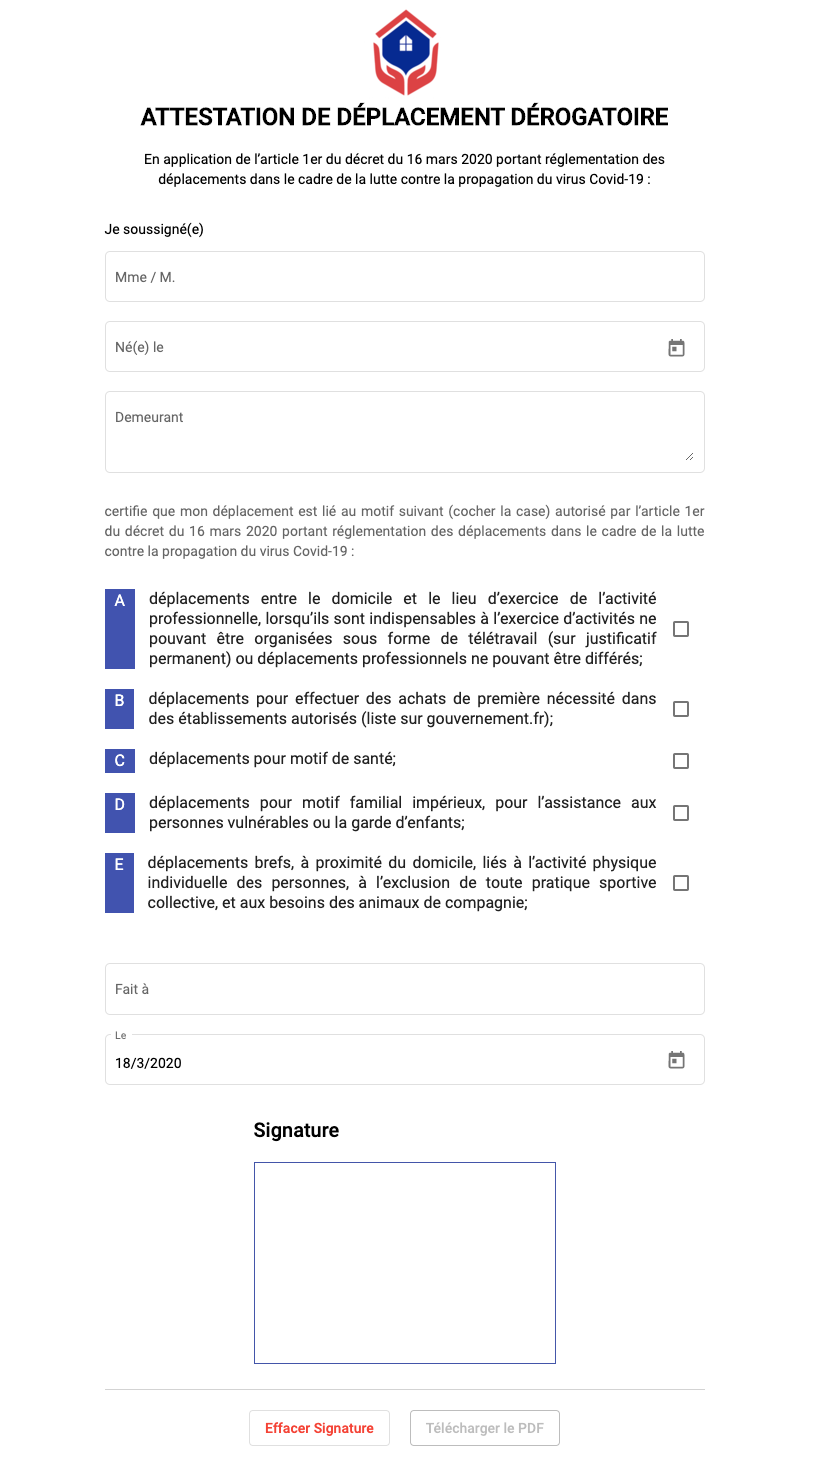 ATTESTATION DE DÉPLACEMENT DÉROGATOIRE
En application de l’article 1er du décret du 16 mars 2020 portant réglementation des
déplacements dans le cadre de la lutte contre la propagation du virus Covid-19 :
Je soussigné(e)
Mme / M.
Né(e) le
Demeurant
certifie que mon déplacement est lié au motif suivant (cocher la case) autorisé par l’article 1er
du décret du 16 mars 2020 portant réglementation des déplacements dans le cadre de la lutte
contre la propagation du virus Covid-19 :
A déplacements entre le domicile et le lieu d’exercice de l’activité
professionnelle, lorsqu’ils sont indispensables à l’exercice d’activités ne
pouvant être organisées sous forme de télétravail (sur justificatif
permanent) ou déplacements professionnels ne pouvant être différés;
B déplacements pour effectuer des achats de première nécessité dans
des établissements autorisés (liste sur gouvernement.fr);
C déplacements pour motif de santé;
D déplacements pour motif familial impérieux, pour l’assistance aux
personnes vulnérables ou la garde d’enfants;
E déplacements brefs, à proximité du domicile, liés à l’activité physique
individuelle des personnes, à l’exclusion de toute pratique sportive
collective, et aux besoins des animaux de compagnie;
Fait à
Le
18/3/2020
Signature
Effacer Signature Télécharger le PDF